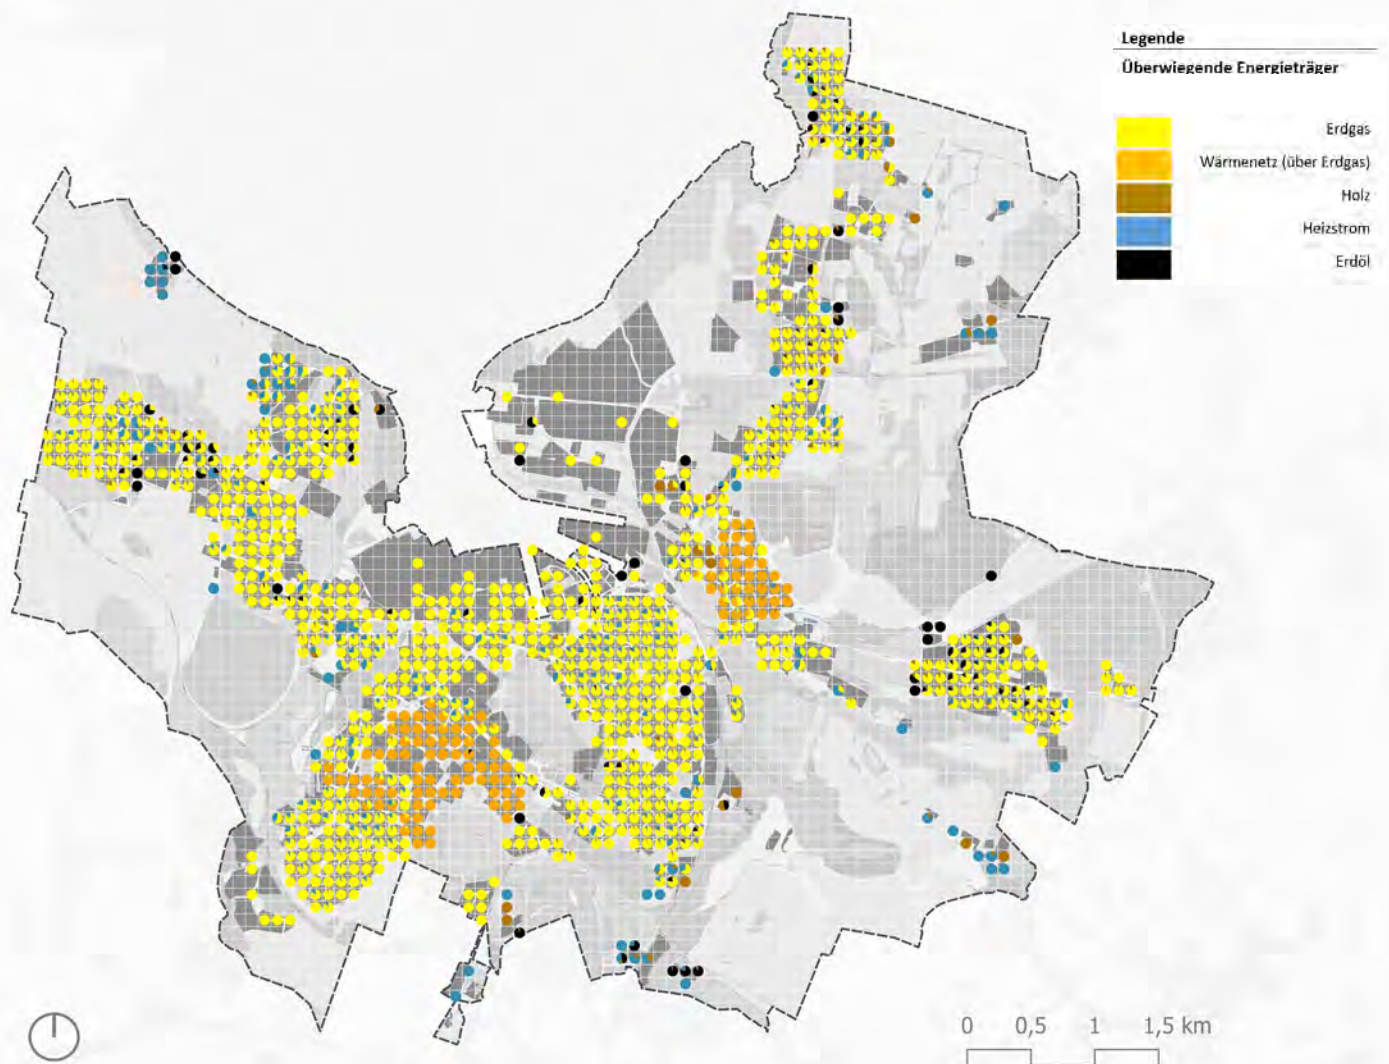 Legende
Überwiegende Energieträger
Erdgas
Wärmenetz (über Erdgas)
Holz
Heizstrom
Erdöl
0 0,5 1 1,5 km